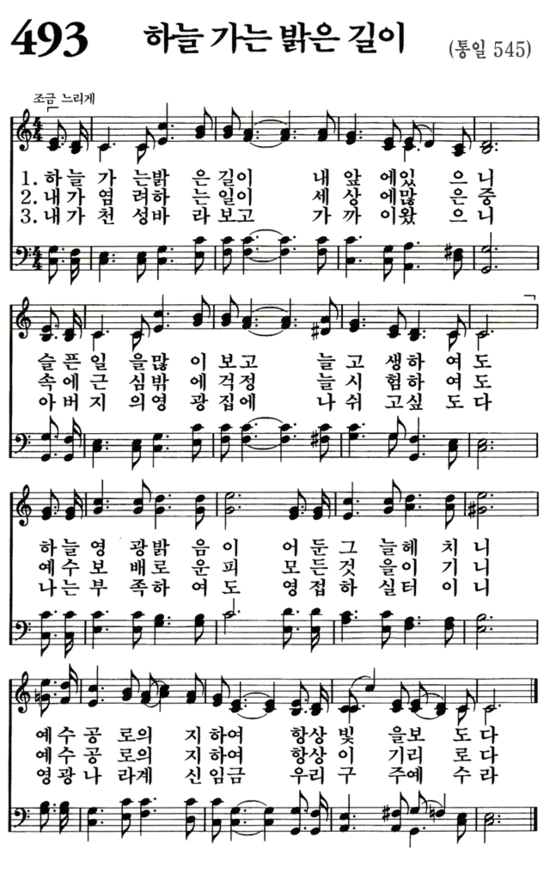 493 하늘 가는 밝은 길이 (통일 545)
조금 느리게
1. 하늘 가 는밝 은길이 내 앞 에있 으니
2. 내가 염 려하 는일이 세 상 에많 은중
3. 내가 천 성바 라보고 가 까 이왔 으니
슬픈일 을많 이보고 늘 고 생하 여도
속에근 심밖 에걱정 늘 시 험하 여도
아버지 의영 광집에 나 쉬 고싶 도다
하늘영 광밝 음이 어둔그 늘헤 치니
예수보 배로 운피 모든것 을이 기니
나는부 족하 여도 영접하 실터 이니
예수공 로의 지하여 항상빛 을보 도다
예수공 로의 지하여 항상이 기리 로다
영광나 라계 신임금 우리구 주예 수라